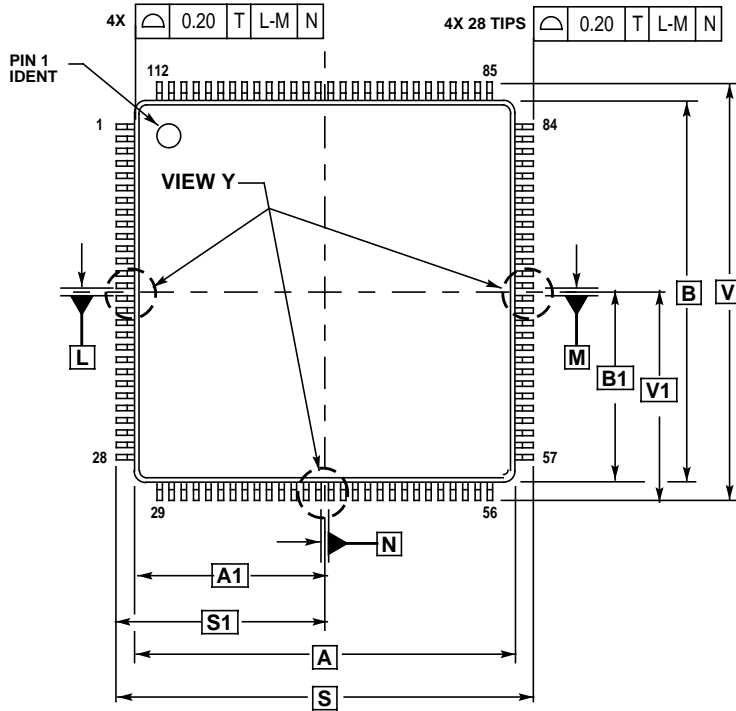 4X 0.20 T L-M N
4X 28 TIPS 0.20 T L-M N
PIN 1
IDENT
112 85
1 84
VIEW Y
B V
L M
B1 V1
28 57
29 56
N
A1
S1
A
S